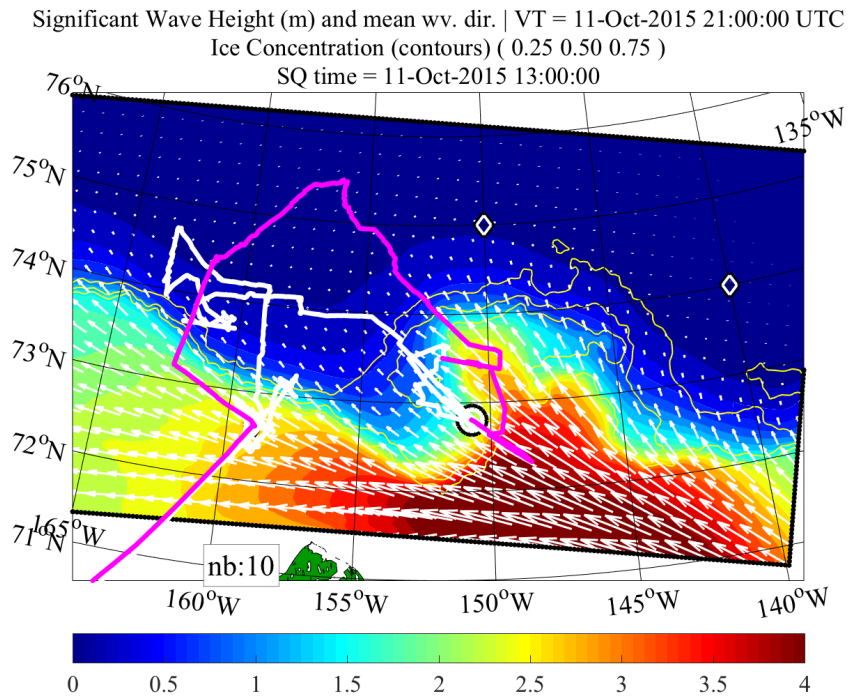 Significant Wave Height (m) and mean wv. dir. | VT = 11-Oct-2015 21:00:00 UTC
Ice Concentration (contours) ( 0.25 0.50 0.75 )
SQ time = 11-Oct-2015 13:00:00
76°N
135°W
75°N
74°N
73°N
72°N
71°N
165°W
nb:10
160°W 155°W 150°W 145°W 140°W
0 0.5 1 1.5 2 2.5 3 3.5 4